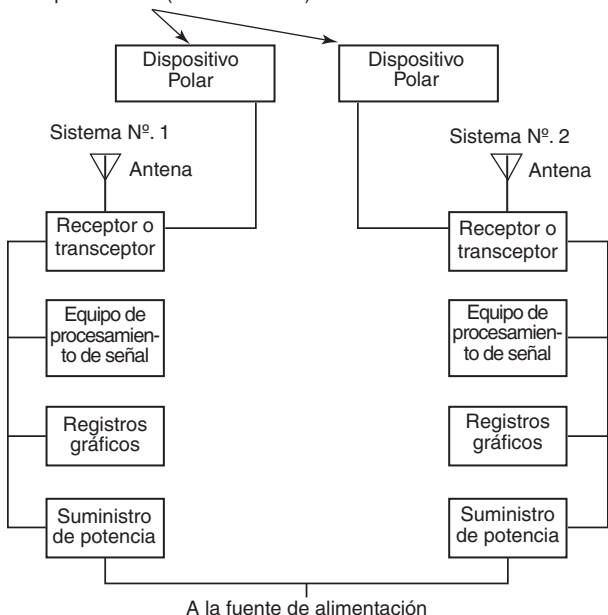 Dispositivo
Polar
Dispositivo
Polar
Sistema Nº. 1
Antena
Sistema Nº. 2
Antena
Receptor o
transceptor
Receptor o
transceptor
Equipo de
procesamien-
to de señal
Equipo de
procesamien-
to de señal
Registros
gráficos
Registros
gráficos
Suministro
de potencia
Suministro
de potencia
A la fuente de alimentación